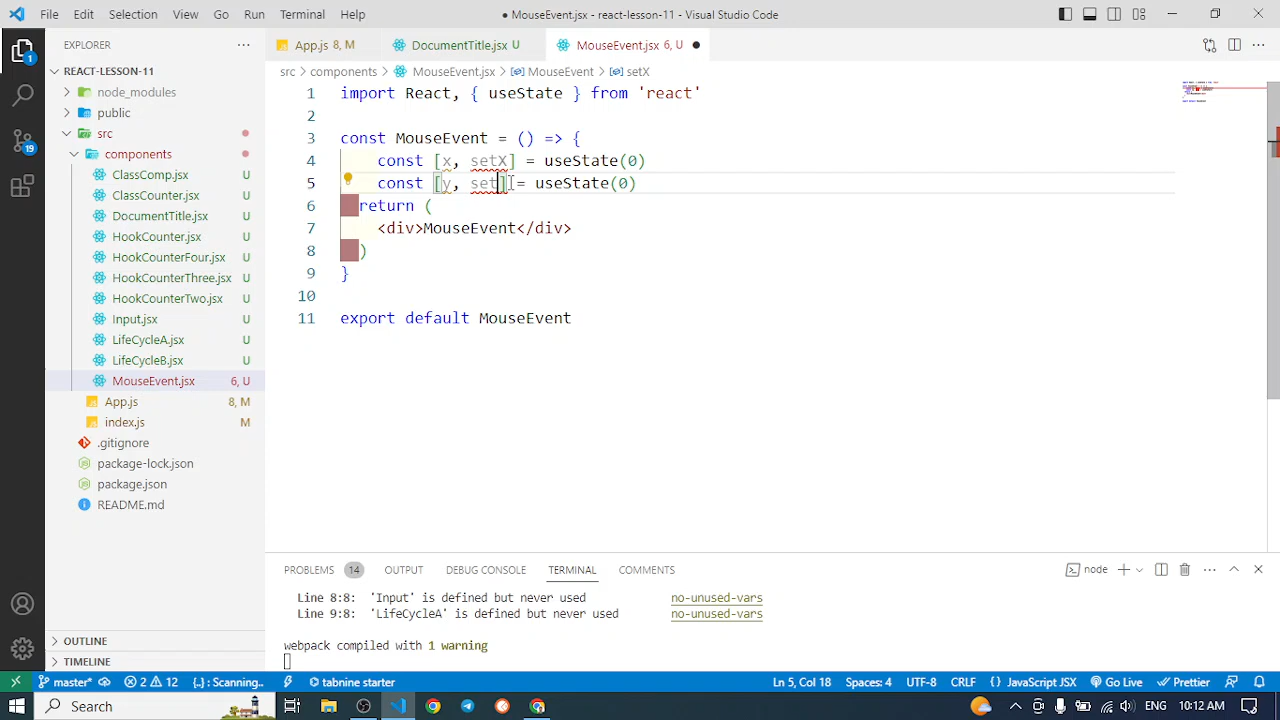 File Edit Selection View Go Run Terminal Help
● MouseEvent.jsx - react-lesson-11 - Visual Studio Code
EXPLORER
App.js 8, M
DocumentTitle.jsx U
MouseEvent.jsx 6, U
REACT-LESSON-11
src > components > MouseEvent.jsx > MouseEvent > setX
node_modules
public
src
components
ClassComp.jsx U
ClassCounter.jsx U
DocumentTitle.jsx U
HookCounter.jsx U
HookCounterFour.jsx U
HookCounterThree.jsx U
HookCounterTwo.jsx U
Input.jsx U
LifeCycleA.jsx U
LifeCycleB.jsx U
MouseEvent.jsx 6, U
App.js 8, M
index.js M
.gitignore
package-lock.json
package.json
README.md
OUTLINE
TIMELINE
1 import React, { useState } from 'react'
2
3 const MouseEvent = () => {
4 const [x, setX] = useState(0)
5 const [y, set] = useState(0)
6 return (
7 <div>MouseEvent</div>
8 )
9 }
10
11 export default MouseEvent
PROBLEMS 14 OUTPUT DEBUG CONSOLE TERMINAL COMMENTS
node
Line 8:8: 'Input' is defined but never used no-unused-vars
Line 9:8: 'LifeCycleA' is defined but never used no-unused-vars
webpack compiled with 1 warning
master* 2 12 {..} : Scanning.. tabnine starter
Ln 5, Col 18 Spaces: 4 UTF-8 CRLF {} JavaScript JSX Go Live Prettier
1
19
Search
ENG 12:06 PM